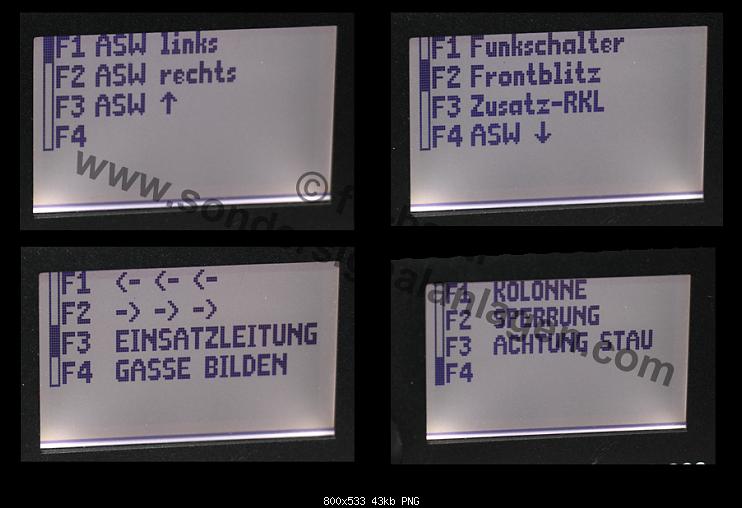 F1 ASW links
F2 ASW rechts
F3 ASW ↑
F4
F1 Funkschalter
F2 Frontblitz
F3 Zusatz-RKL
F4 ASW ↓
F1 <- <- <-
F2 -> -> ->
F3 EINSATZLEITUNG
F4 GASSE BILDEN
F1 KOLONNE
F2 SPERRUNG
F3 ACHTUNG STAU
F4
www.sondersignalanlagen.com
©
800x533 43kb PNG